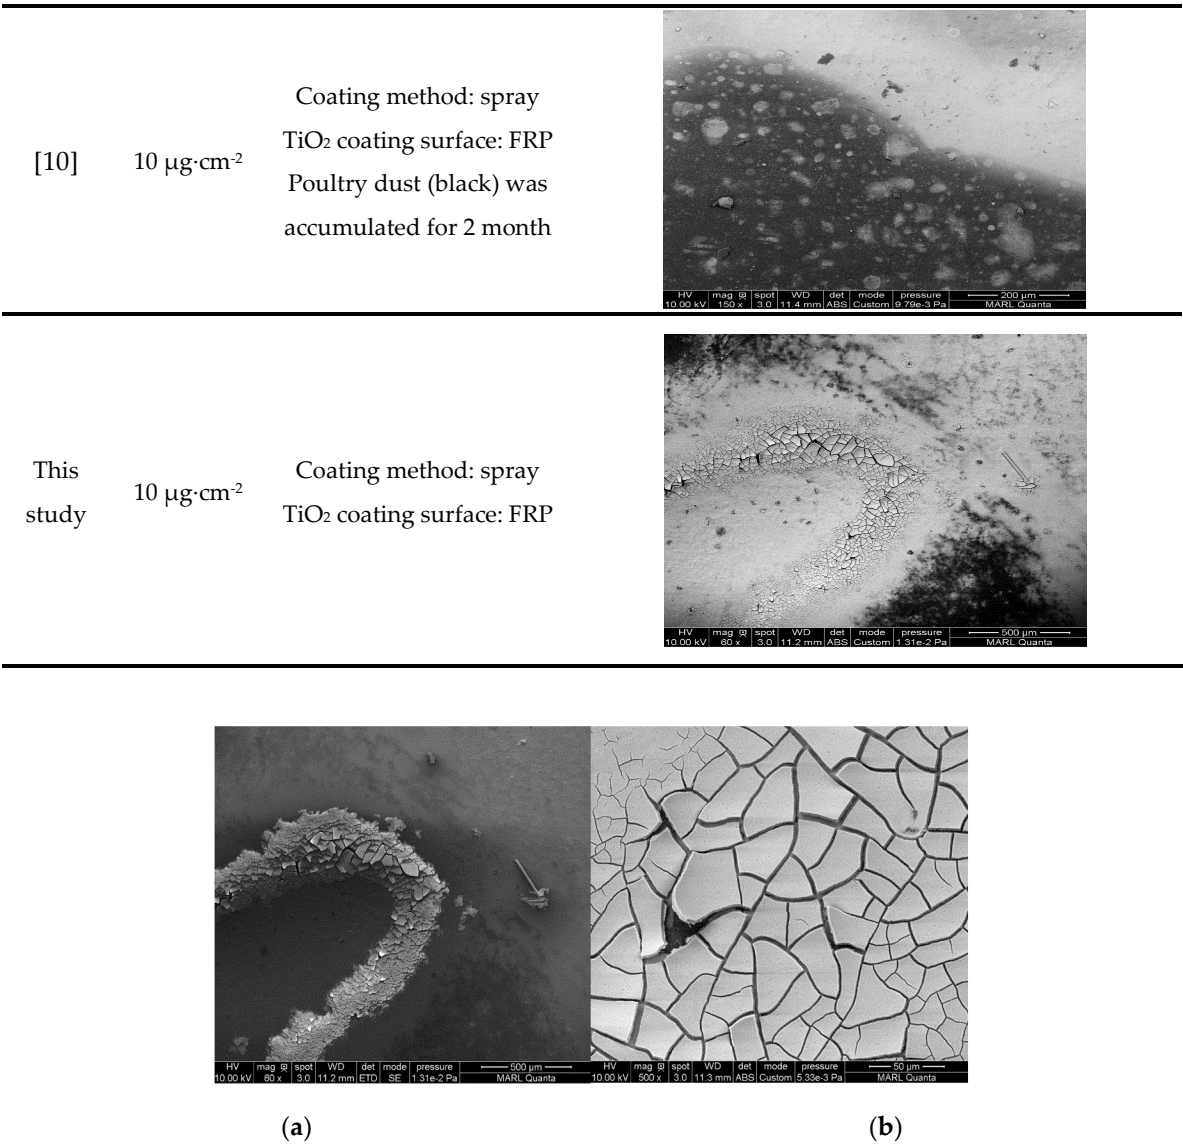 [10]
10 μg·cm-2
Coating method: spray
TiO2 coating surface: FRP
Poultry dust (black) was
accumulated for 2 month
HV mag spot WD det mode pressure 200 μm
10.00 kV 150 x 3.0 11.4 mm ABS Custom 9.79e-3 Pa MARL Quanta
This
study
10 μg·cm-2
Coating method: spray
TiO2 coating surface: FRP
HV mag spot WD det mode pressure 500 μm
10.00 kV 60 x 3.0 11.2 mm ABS Custom 1.31e-2 Pa MARL Quanta
HV mag spot WD det mode pressure 500 μm
10.00 kV 60 x 3.0 11.2 mm ETD SE 1.31e-2 Pa MARL Quanta
HV mag spot WD det mode pressure 50 μm
10.00 kV 500 x 3.0 11.3 mm ABS Custom 5.33e-3 Pa MARL Quanta
(a)
(b)